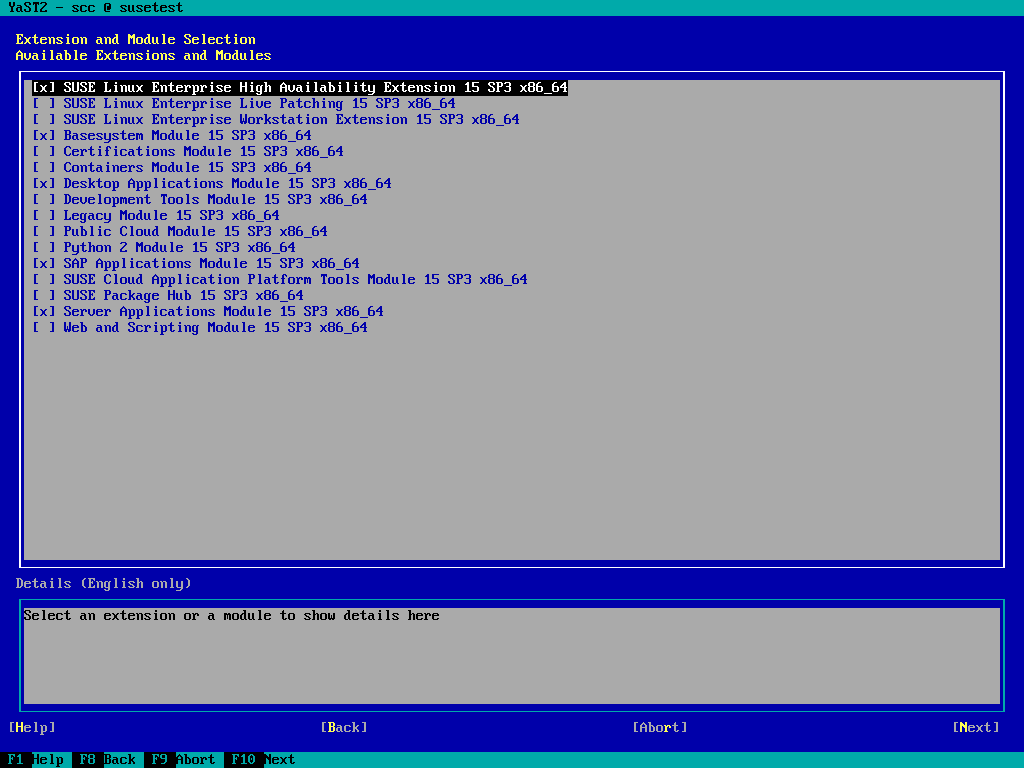 YaST2 - scc @ susetest
Extension and Module Selection
Available Extensions and Modules
[x] SUSE Linux Enterprise High Availability Extension 15 SP3 x86_64
[ ] SUSE Linux Enterprise Live Patching 15 SP3 x86_64
[ ] SUSE Linux Enterprise Workstation Extension 15 SP3 x86_64
[x] Basesystem Module 15 SP3 x86_64
[ ] Certifications Module 15 SP3 x86_64
[ ] Containers Module 15 SP3 x86_64
[x] Desktop Applications Module 15 SP3 x86_64
[ ] Development Tools Module 15 SP3 x86_64
[ ] Legacy Module 15 SP3 x86_64
[ ] Public Cloud Module 15 SP3 x86_64
[ ] Python 2 Module 15 SP3 x86_64
[x] SAP Applications Module 15 SP3 x86_64
[ ] SUSE Cloud Application Platform Tools Module 15 SP3 x86_64
[ ] SUSE Package Hub 15 SP3 x86_64
[x] Server Applications Module 15 SP3 x86_64
[ ] Web and Scripting Module 15 SP3 x86_64
Details (English only)
Select an extension or a module to show details here
[Help] [Back] [Abort] [Next]
F1 Help F8 Back F9 Abort F10 Next